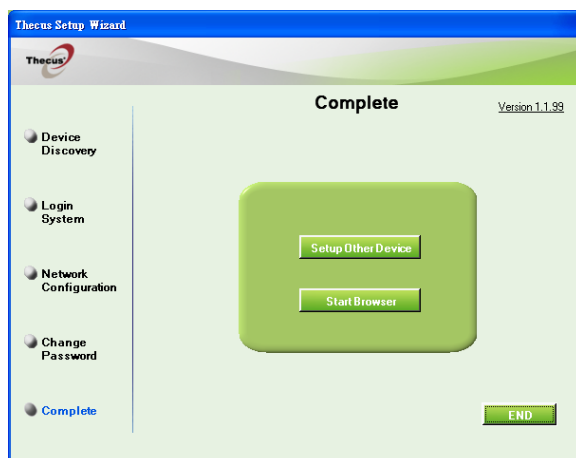 Thecus Setup Wizard
Thecus
Complete
Version 1.1.99
Device
Discovery
Login
System
Network
Configuration
Change
Password
Complete
Setup Other Device
Start Browser
END